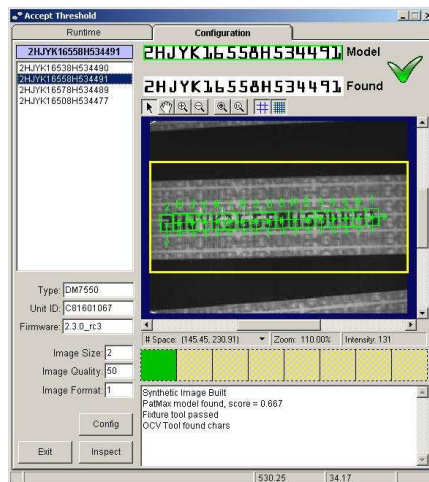 Accept Threshold
Runtime
Configuration
2HJYK16558H534491
2HJYK16538H534490
2HJYK16558H534491
2HJYK16578H534489
2HJYK16508H534477
2HJYK16558H534491 Model
2HJYK16558H534491 Found
Type: DM7550
Unit ID: C81601067
Firmware: 2.3.0_rc3
Image Size: 2
Image Quality: 50
Image Format: 1
Config
Exit
Inspect
# Space: (145.45, 230.91)
Zoom: 110.00%
Intensity: 131
Synthetic Image Built
PatMax model found, score = 0.667
Fixture tool passed
OCV Tool found chars
530.25
34.17